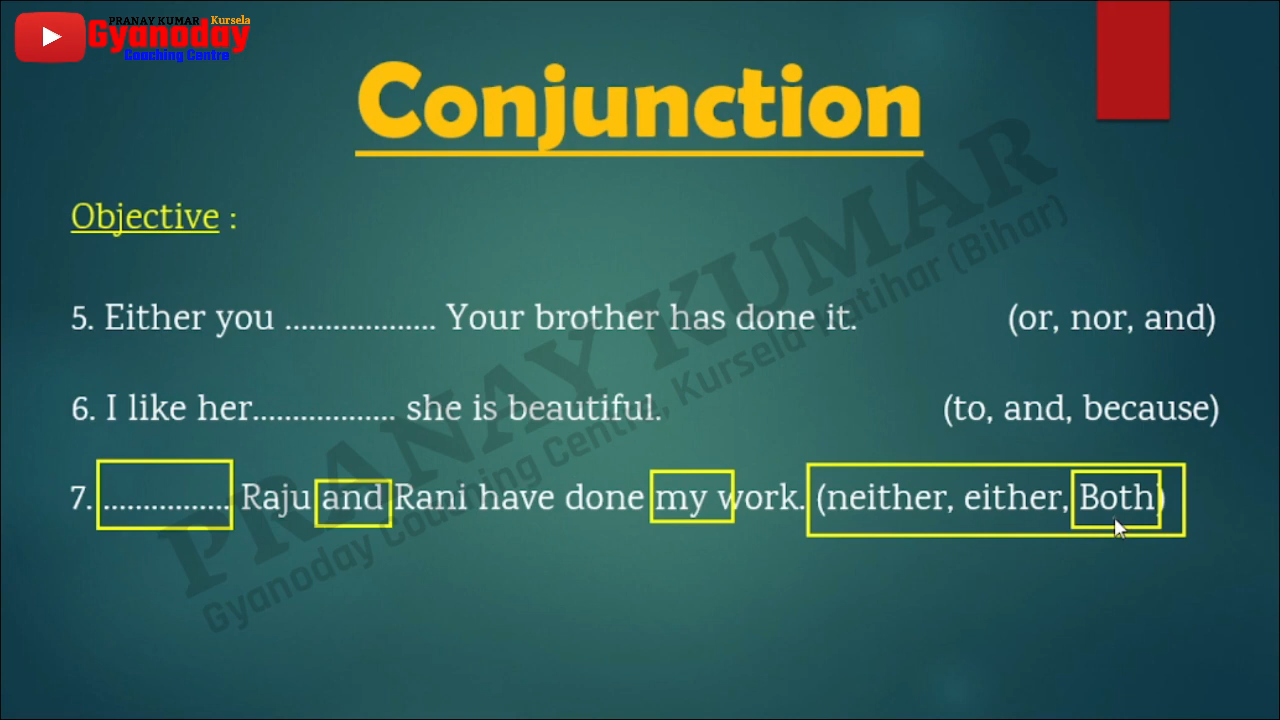 PRANAY KUMAR Kursela
Gyanoday
Coaching Centre
Conjunction
Objective :
5. Either you ................... Your brother has done it. (or, nor, and)
6. I like her.................. she is beautiful. (to, and, because)
7. ................ Raju and Rani have done my work. (neither, either, Both)
PRANAY KUMAR
Gyanoday Coaching Centre, Kursela Katihar (Bihar)